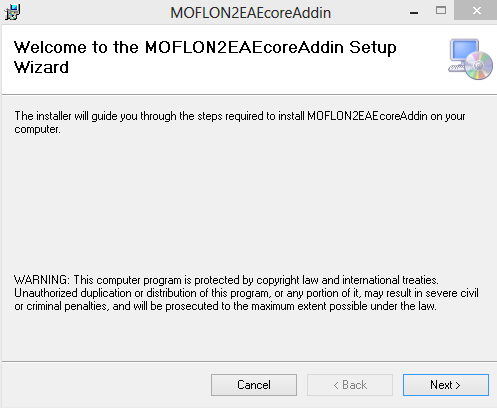 MOFLON2EAEcoreAddin
Welcome to the MOFLON2EAEcoreAddin Setup
Wizard
The installer will guide you through the steps required to install MOFLON2EAEcoreAddin on your
computer.
WARNING: This computer program is protected by copyright law and international treaties.
Unauthorized duplication or distribution of this program, or any portion of it, may result in severe civil
or criminal penalties, and will be prosecuted to the maximum extent possible under the law.
Cancel
< Back
Next >